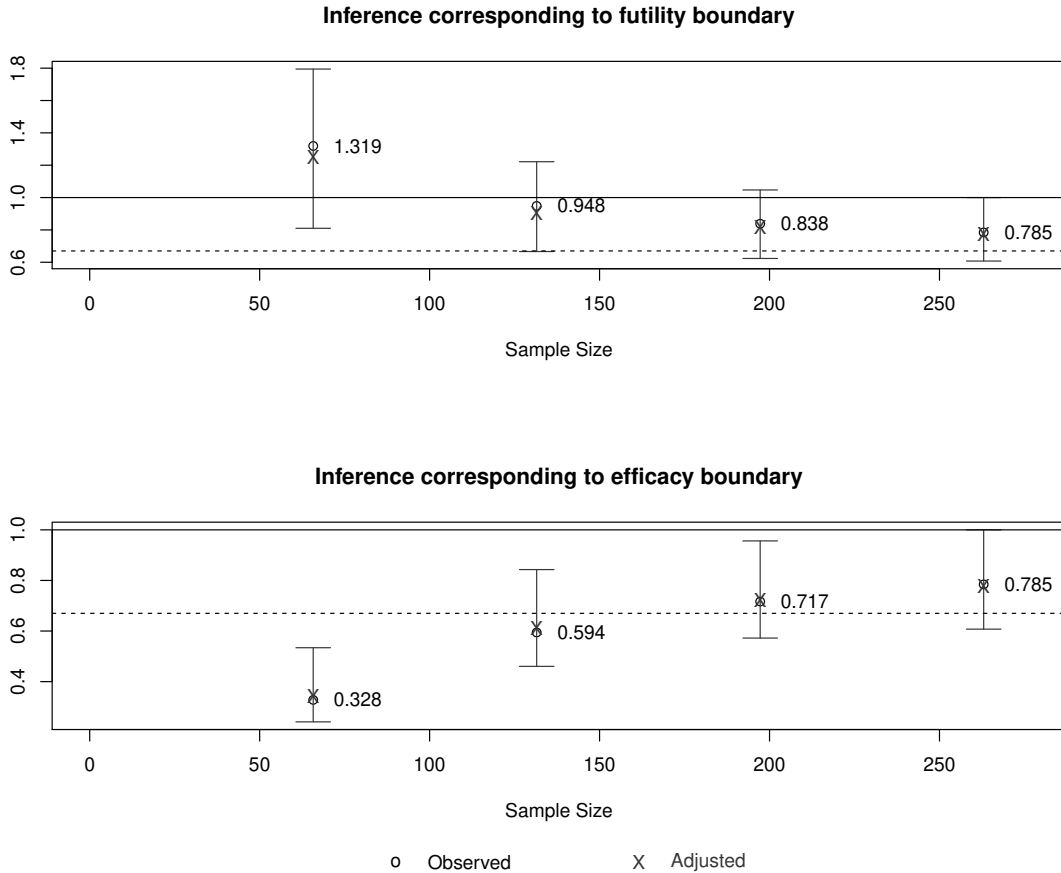 Inference corresponding to futility boundary
1.8
1.4
1.0
0.6
1.319
0.948
0.838
0.785
0 50 100 150 200 250
Sample Size
Inference corresponding to efficacy boundary
1.0
0.8
0.6
0.4
0.328
0.594
0.717
0.785
0 50 100 150 200 250
Sample Size
o Observed X Adjusted